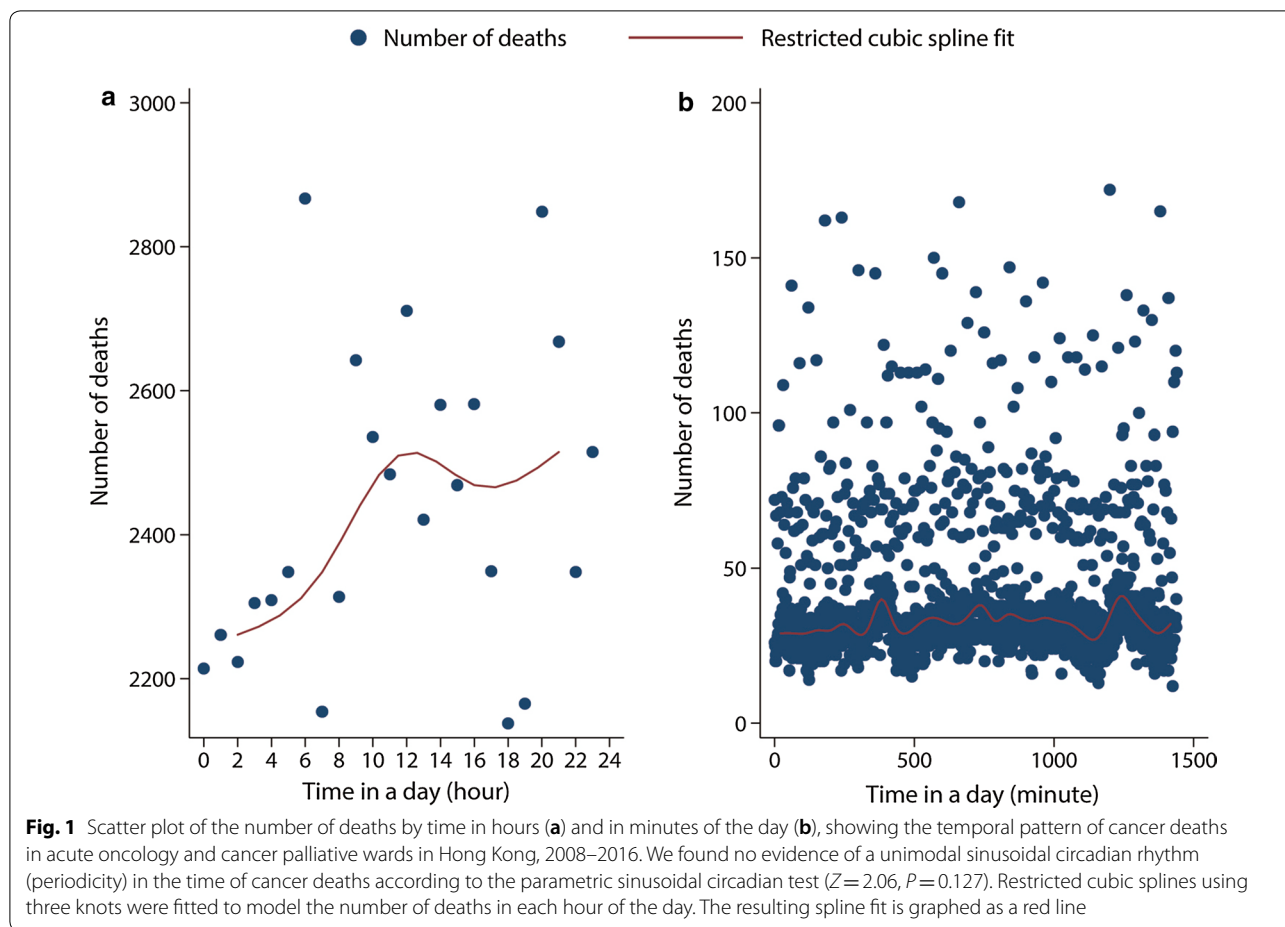 Number of deaths
Restricted cubic spline fit
a
3000
2800
2600
2400
2200
Number of deaths
0 2 4 6 8 10 12 14 16 18 20 22 24
Time in a day (hour)
b
200
150
100
50
0
Number of deaths
0 500 1000 1500
Time in a day (minute)
Fig. 1 Scatter plot of the number of deaths by time in hours (a) and in minutes of the day (b), showing the temporal pattern of cancer deaths
in acute oncology and cancer palliative wards in Hong Kong, 2008–2016. We found no evidence of a unimodal sinusoidal circadian rhythm
(periodicity) in the time of cancer deaths according to the parametric sinusoidal circadian test (Z = 2.06, P = 0.127). Restricted cubic splines using
three knots were fitted to model the number of deaths in each hour of the day. The resulting spline fit is graphed as a red line